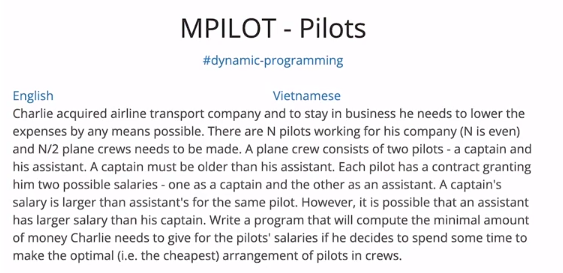 MPILOT - Pilots
#dynamic-programming
English Vietnamese
Charlie acquired airline transport company and to stay in business he needs to lower the
expenses by any means possible. There are N pilots working for his company (N is even)
and N/2 plane crews needs to be made. A plane crew consists of two pilots - a captain and
his assistant. A captain must be older than his assistant. Each pilot has a contract granting
him two possible salaries - one as a captain and the other as an assistant. A captain's
salary is larger than assistant's for the same pilot. However, it is possible that an assistant
has larger salary than his captain. Write a program that will compute the minimal amount
of money Charlie needs to give for the pilots' salaries if he decides to spend some time to
make the optimal (i.e. the cheapest) arrangement of pilots in crews.